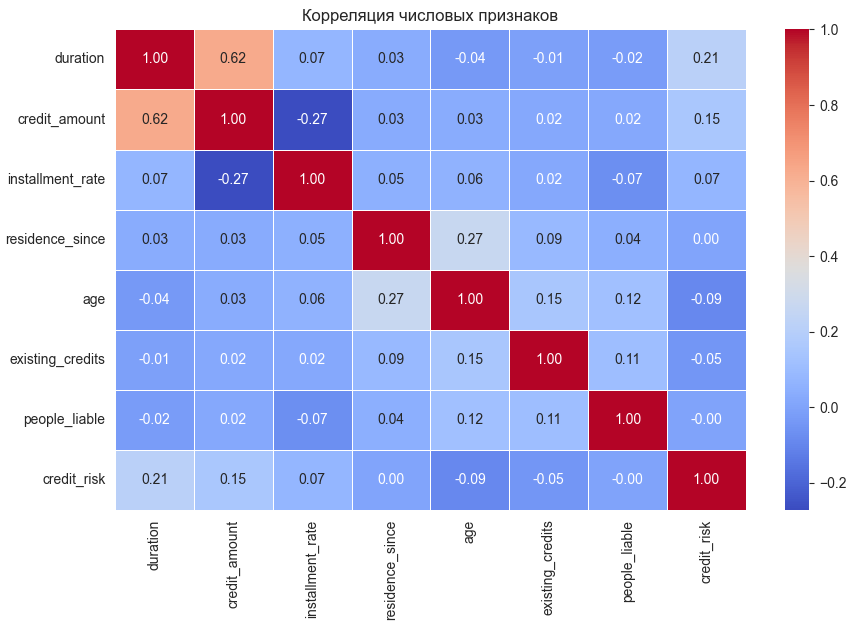 Корреляция числовых признаков
duration 1.00 0.62 0.07 0.03 -0.04 -0.01 -0.02 0.21
credit_amount 0.62 1.00 -0.27 0.03 0.03 0.02 0.02 0.15
installment_rate 0.07 -0.27 1.00 0.05 0.06 0.02 -0.07 0.07
residence_since 0.03 0.03 0.05 1.00 0.27 0.09 0.04 0.00
age -0.04 0.03 0.06 0.27 1.00 0.15 0.12 -0.09
existing_credits -0.01 0.02 0.02 0.09 0.15 1.00 0.11 -0.05
people_liable -0.02 0.02 -0.07 0.04 0.12 0.11 1.00 -0.00
credit_risk 0.21 0.15 0.07 0.00 -0.09 -0.05 -0.00 1.00
duration
credit_amount
installment_rate
residence_since
age
existing_credits
people_liable
credit_risk
1.0
0.8
0.6
0.4
0.2
0.0
−0.2